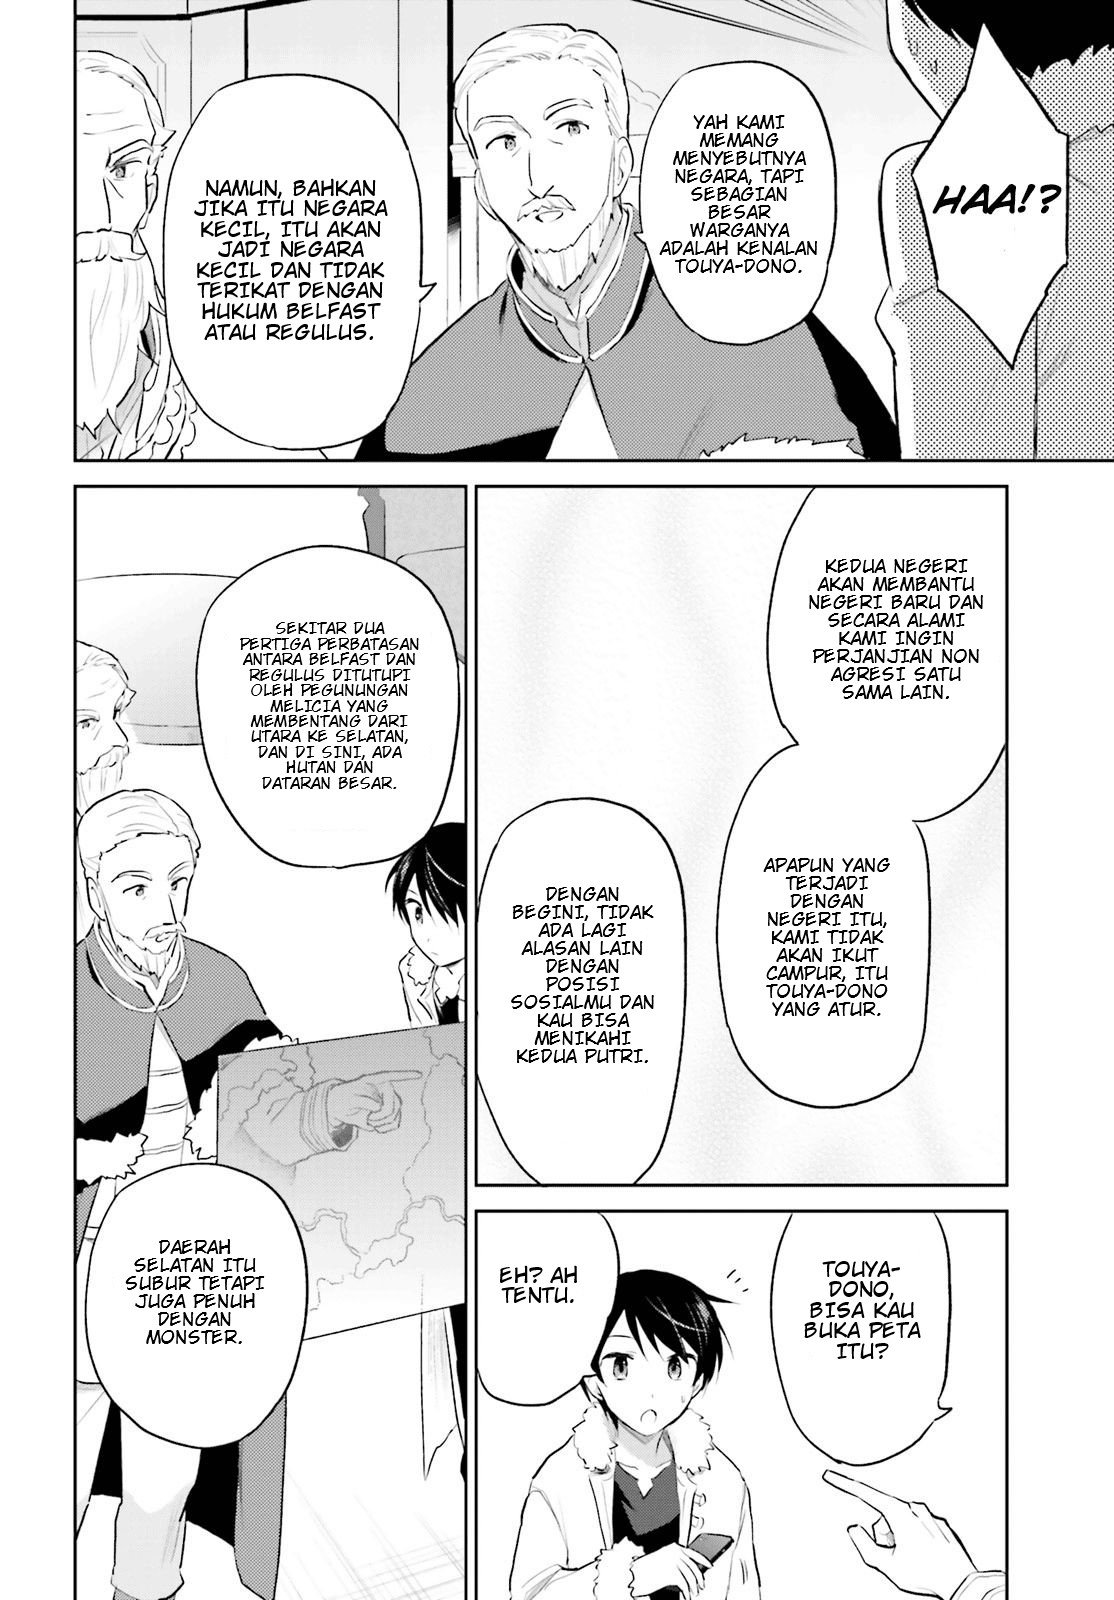 HAA!?
YAH KAMI
MEMANG
MENYEBUTNYA
NEGARA, TAPI
SEBAGIAN
BESAR
WARGANYA
ADALAH KENALAN
TOUYA-DONO.
NAMUN, BAHKAN
JIKA ITU NEGARA
KECIL, ITU AKAN
JADI NEGARA
KECIL DAN TIDAK
TERIKAT DENGAN
HUKUM BELFAST
ATAU REGULUS.
KEDUA NEGERI
AKAN MEMBANTU
NEGERI BARU DAN
SECARA ALAMI
KAMI INGIN
PERJANJIAN NON
AGRESI SATU
SAMA LAIN.
APAPUN YANG
TERJADI
DENGAN
NEGERI ITU,
KAMI TIDAK
AKAN IKUT
CAMPUR, ITU
TOUYA-DONO
YANG ATUR.
DENGAN
BEGINI, TIDAK
ADA LAGI
ALASAN LAIN
DENGAN
POSISI
SOSIALMU DAN
KAU BISA
MENIKAHI
KEDUA PUTRI.
TOUYA-
DONO,
BISA KAU
BUKA PETA
ITU?
EH? AH
TENTU.
SEKITAR DUA
PERTIGA PERBATASAN
ANTARA BELFAST DAN
REGULUS DITUTUPI
OLEH PEGUNUNGAN
MELICIA YANG
MEMBENTANG DARI
UTARA KE SELATAN,
DAN DI SINI, ADA
HUTAN DAN
DATARAN BESAR.
DAERAH
SELATAN ITU
SUBUR TETAPI
JUGA PENUH
DENGAN
MONSTER.